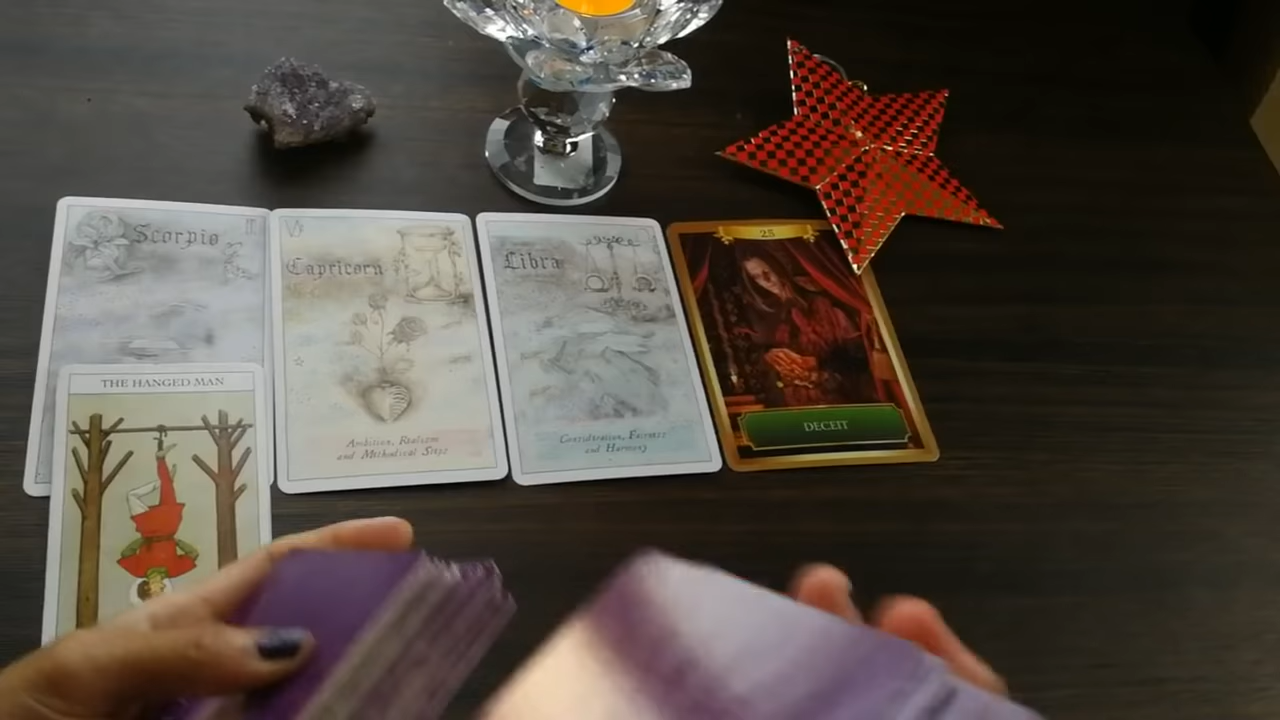 Scorpio
Capricorn
Libra
25
THE HANGED MAN
Ambition, Realism
and Methodical Steps
Consideration, Fairness
and Harmony
DECEIT